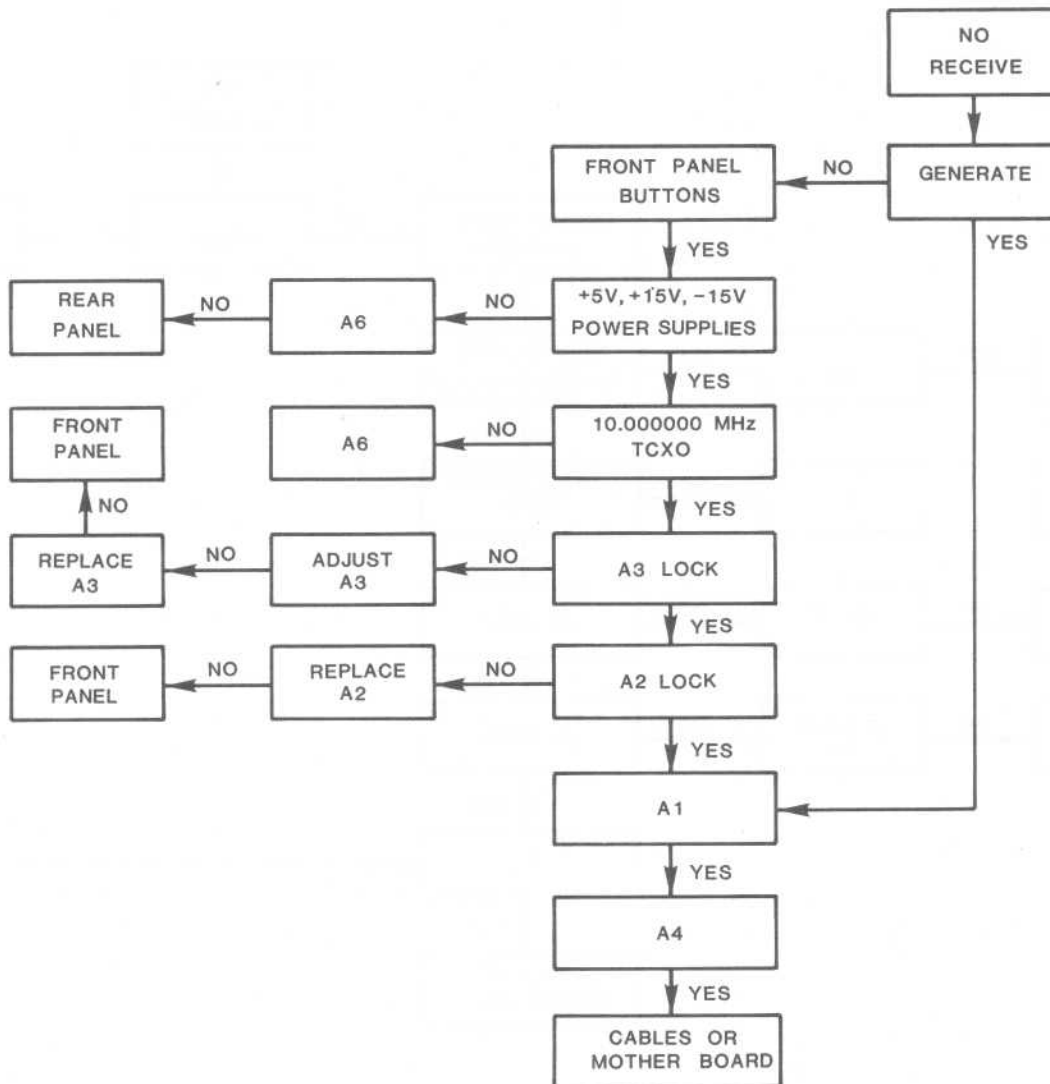 NO
RECEIVE
FRONT PANEL
BUTTONS
NO
GENERATE
YES
YES
REAR
PANEL
NO
A6
NO
+5V, +15V, -15V
POWER SUPPLIES
YES
FRONT
PANEL
A6
NO
10.000000 MHz
TCXO
NO
YES
REPLACE
A3
NO
ADJUST
A3
NO
A3 LOCK
YES
FRONT
PANEL
NO
REPLACE
A2
NO
A2 LOCK
YES
A1
YES
A4
YES
CABLES OR
MOTHER BOARD